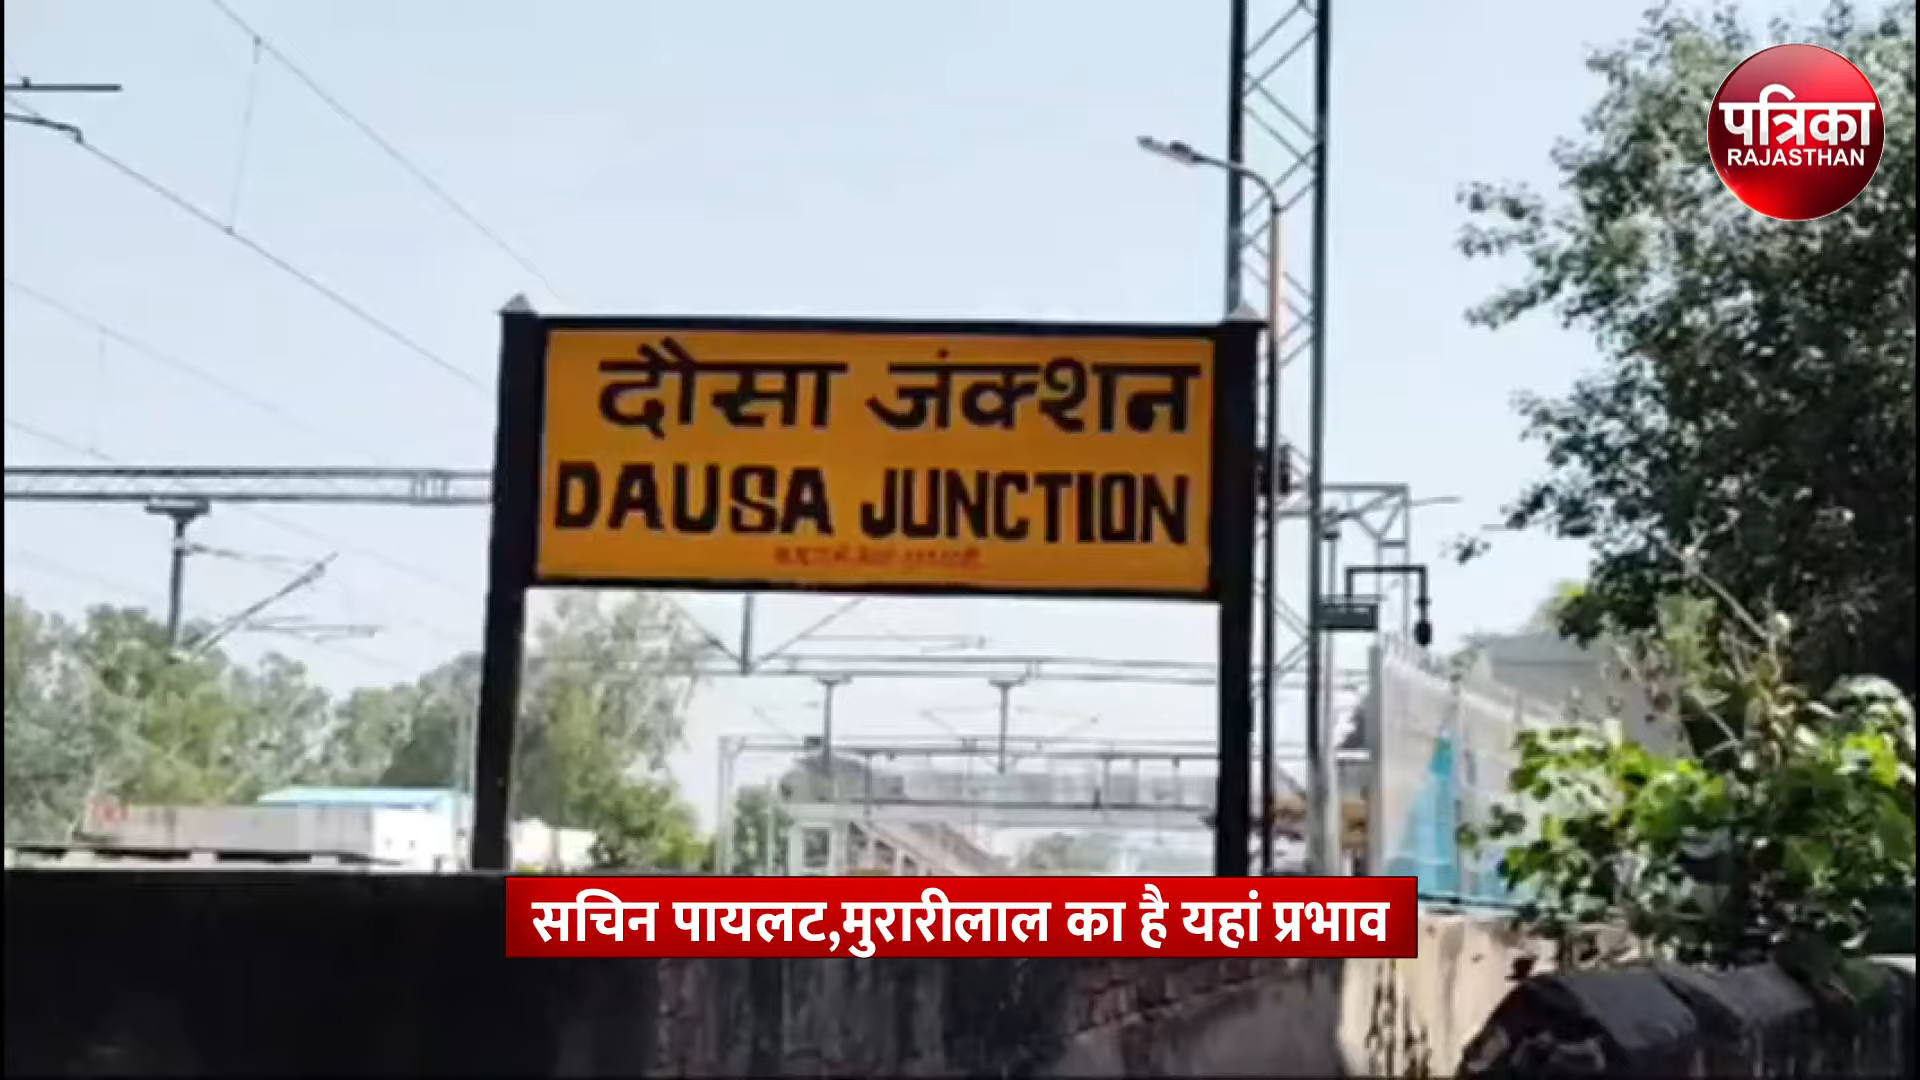 पत्रिका
RAJASTHAN
दौसा जंक्शन
DAUSA JUNCTION
सचिन पायलट,मुरारीलाल का है यहां प्रभाव